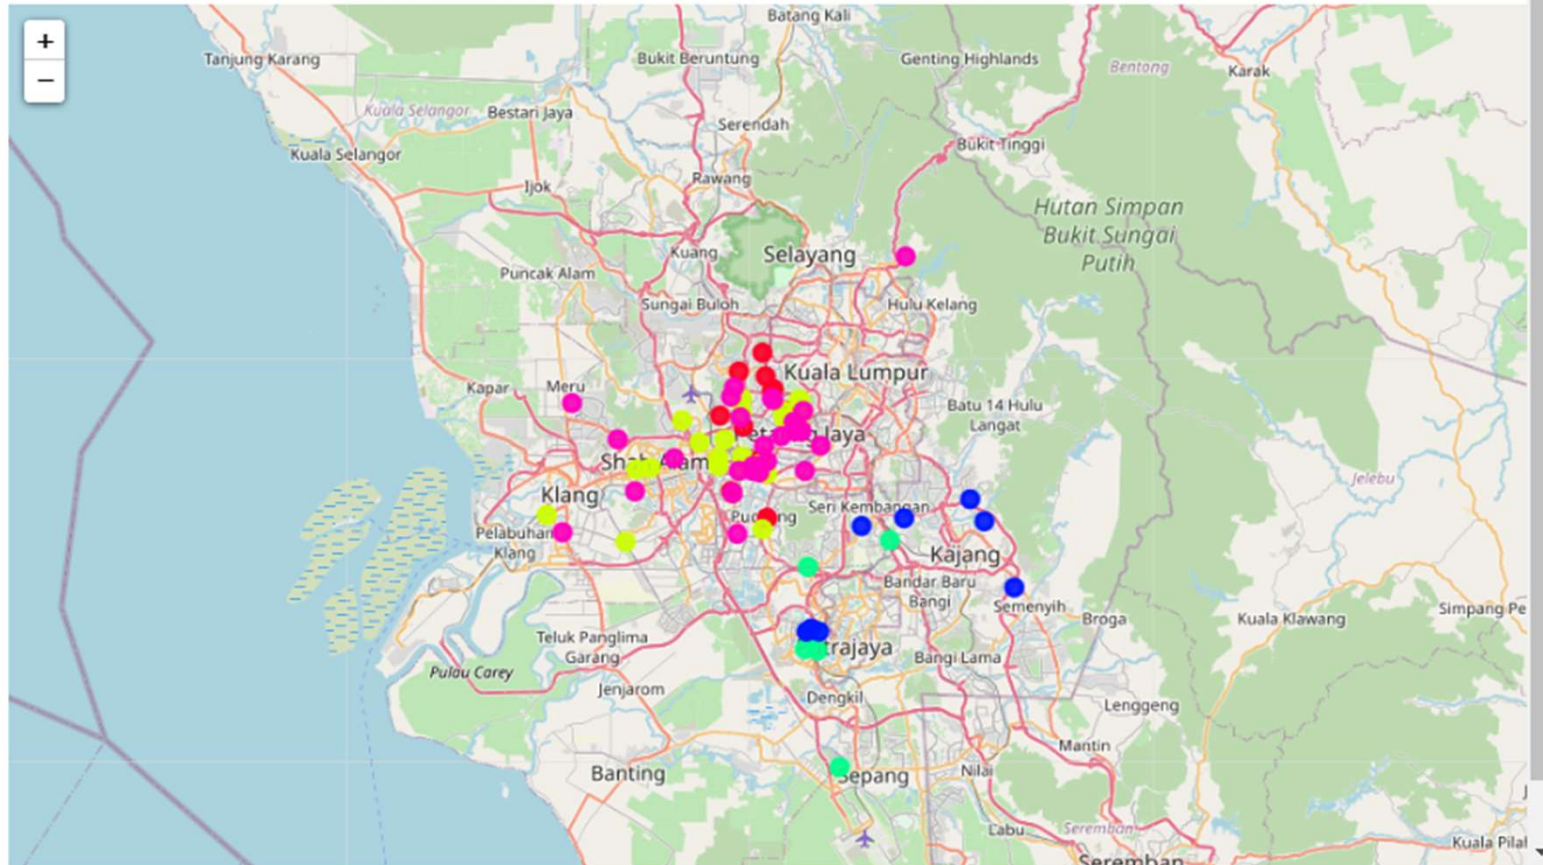 +
Batang Kali
Tanjung Karang
Bukit Beruntung
Genting Highlands
Bentong
Karak
−
Kuala Selangor
Bestari Jaya
Serendah
Bukit Tinggi
Kuala Selangor
Rawang
Ijok
Hutan Simpan
Bukit Sungai
Putih
Kuang
Selayang
Puncak Alam
Sungai Buloh
Hulu Kelang
Kuala Lumpur
Kapar
Meru
Batu 14 Hulu
Langat
Jaya
Alam
Jelebu
Klang
Seri Kembangan
Pelabuhan
Klang
Kajang
Bandar Baru
Bangi
Semenyih
Simpang Pe
Broga
Kuala Klawang
Teluk Panglima
Garang
trajaya
Bangi Lama
Pulau Carey
Jenjarom
Dengkil
Lenggeng
Mantin
Banting
Sepang
Nilai
J
Labu
Seremban
Kuala Pilal
Seremban